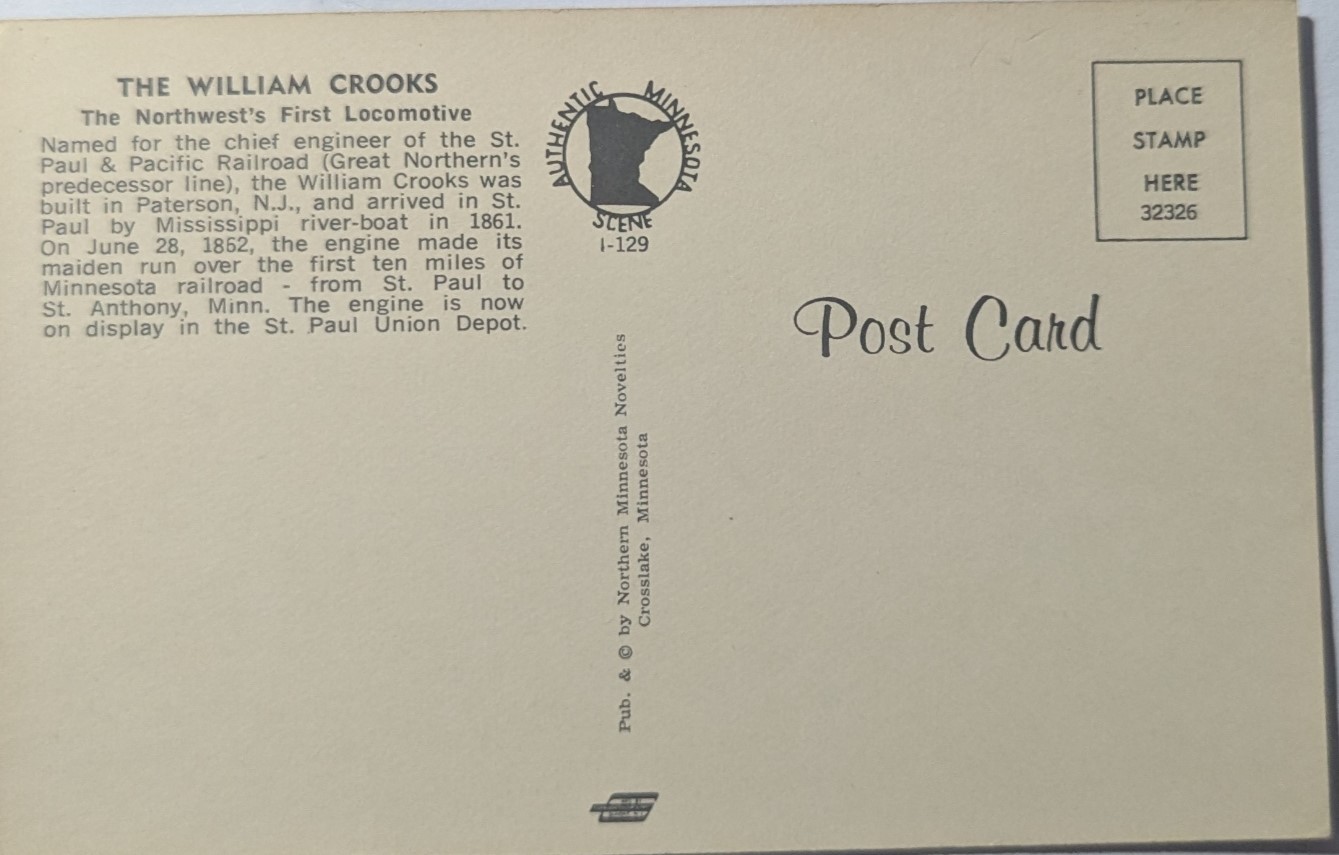 THE WILLIAM CROOKS
The Northwest's First Locomotive
Named for the chief engineer of the St.
Paul & Pacific Railroad (Great Northern's
predecessor line), the William Crooks was
built in Paterson, N.J., and arrived in St.
Paul by Mississippi river-boat in 1861.
On June 28, 1862, the engine made its
maiden run over the first ten miles of
Minnesota railroad - from St. Paul to
St. Anthony, Minn. The engine is now
on display in the St. Paul Union Depot.
AUTHENTIC MINNESOTA
SCENE
I-129
Pub. & © by Northern Minnesota Novelties
Crosslake, Minnesota
PLACE
STAMP
HERE
32326
Post Card